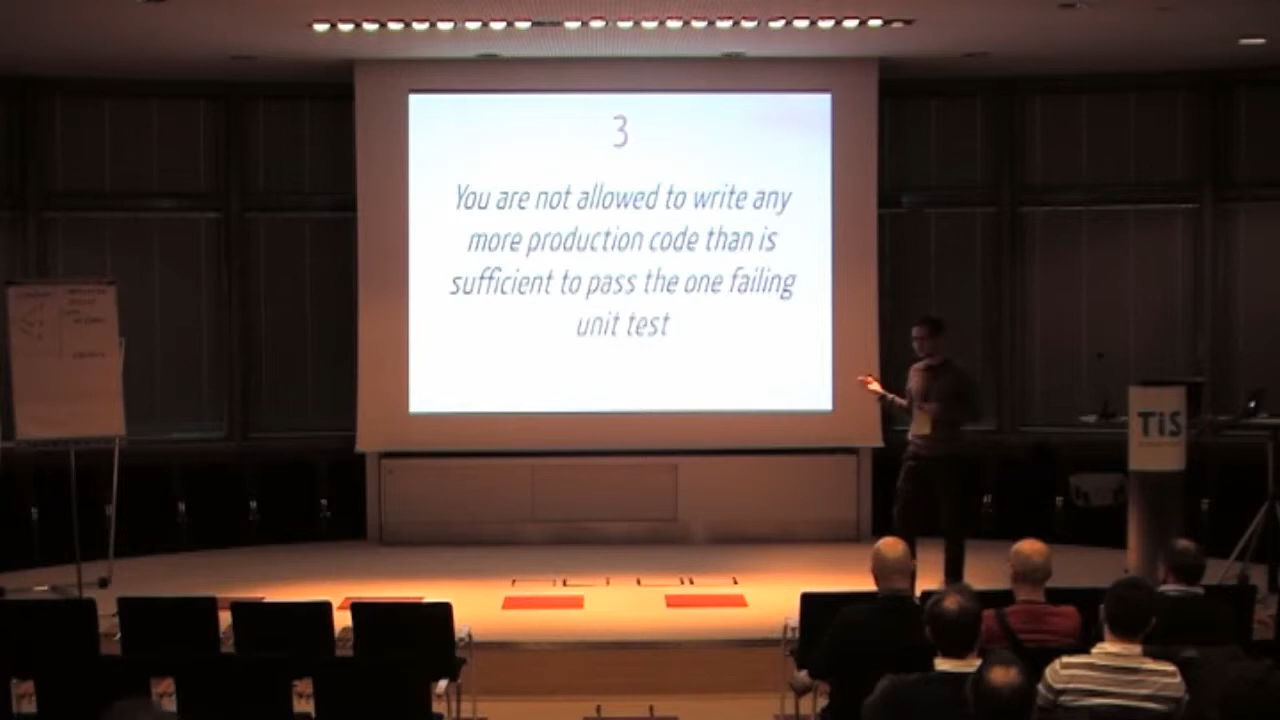 3
You are not allowed to write any
more production code than is
sufficient to pass the one failing
unit test
TiS